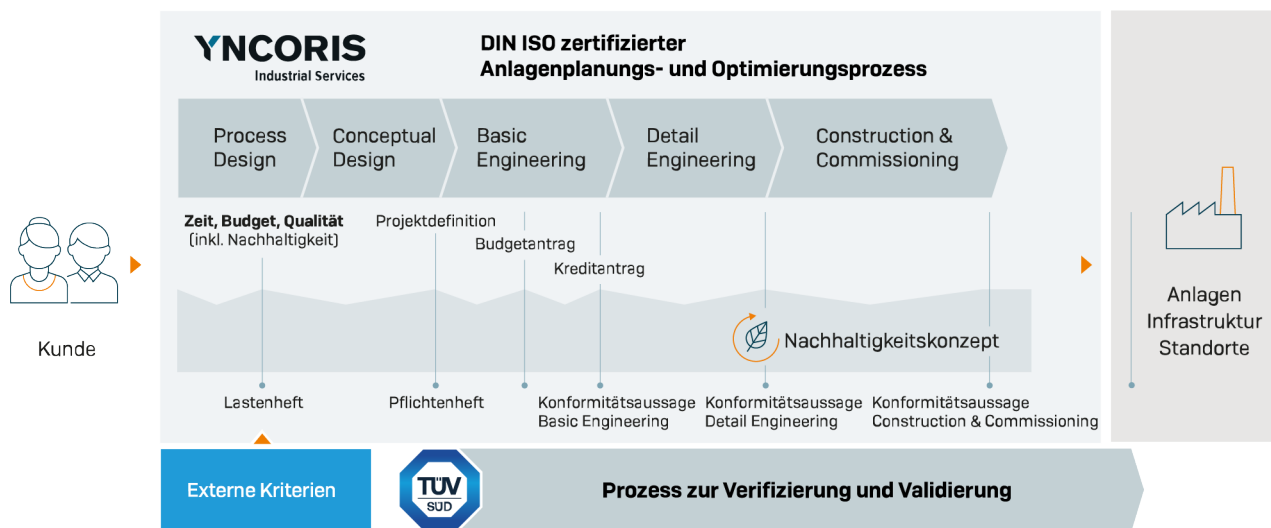 YNCORIS
Industrial Services
DIN ISO zertifizierter
Anlagenplanungs- und Optimierungsprozess
Process
Design
Conceptual
Design
Basic
Engineering
Detail
Engineering
Construction &
Commissioning
Zeit, Budget, Qualität
(inkl. Nachhaltigkeit)
Projektdefinition
Budgetantrag
Kreditantrag
Kunde
Nachhaltigkeitskonzept
Anlagen
Infrastruktur
Standorte
Lastenheft
Pflichtenheft
Konformitätsaussage
Basic Engineering
Konformitätsaussage
Detail Engineering
Konformitätsaussage
Construction & Commissioning
Externe Kriterien
TÜV
SÜD
Prozess zur Verifizierung und Validierung